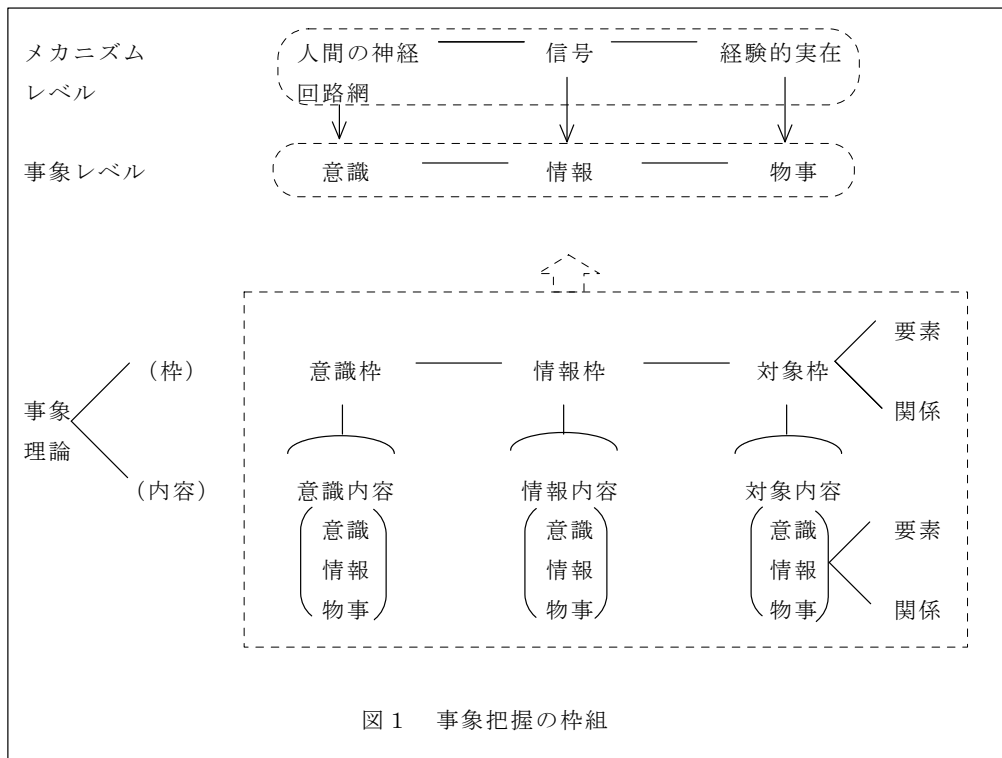 メカニズム 人間の神経 信号 経験的実在
レベル 回路網
事象レベル 意識 情報 物事
要素
(枠) 意識枠 情報枠 対象枠
事象 関係
理論
(内容) 意識内容 情報内容 対象内容
意識 意識 意識 要素
情報 情報 情報
物事 物事 物事 関係
図1 事象把握の枠組